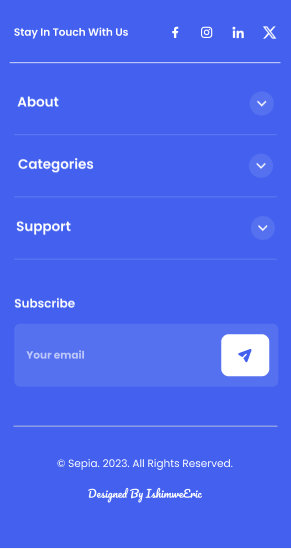 Stay In Touch With Us
About
Categories
Support
Subscribe
Your email
© Sepia. 2023. All Rights Reserved.
Designed By IshimweEric